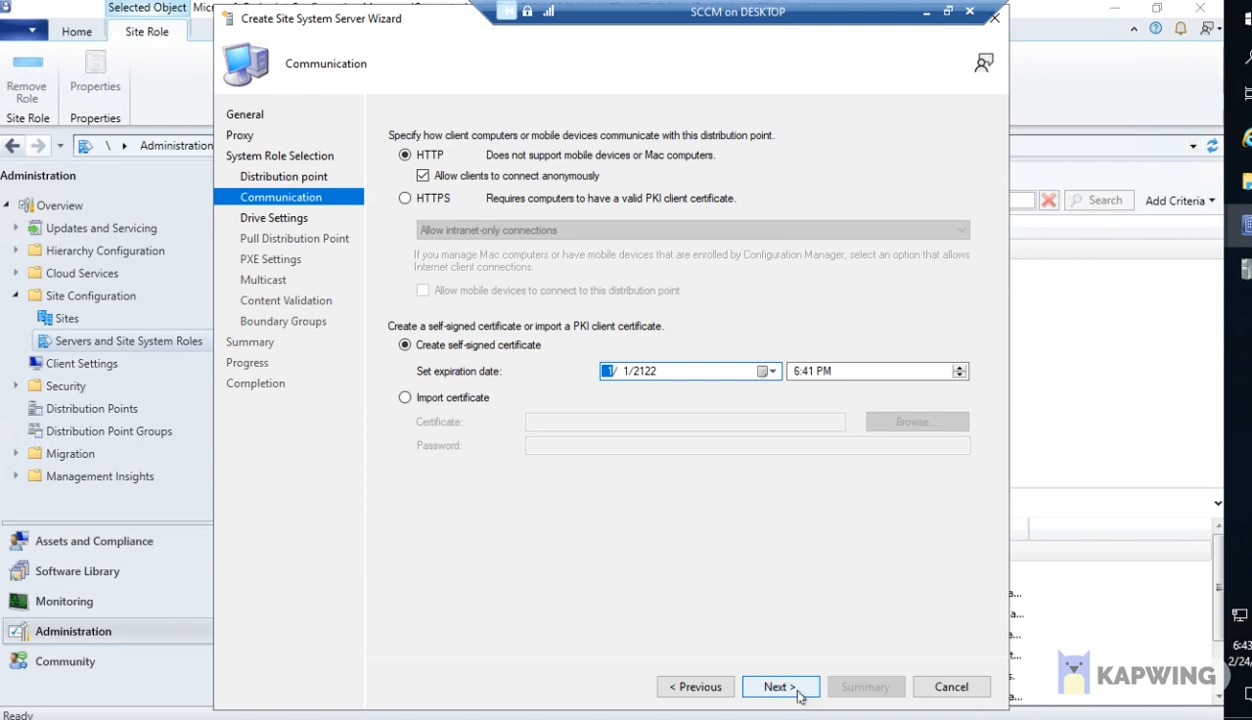 Selected Object
Create Site System Server Wizard
SCCM on DESKTOP
Home
Site Role
Communication
Remove
Role
Properties
Site Role
Properties
Administration
Administration
Overview
Updates and Servicing
Hierarchy Configuration
Cloud Services
Site Configuration
Sites
Servers and Site System Roles
Client Settings
Security
Distribution Points
Distribution Point Groups
Migration
Management Insights
Assets and Compliance
Software Library
Monitoring
Administration
Community
Ready
General
Proxy
System Role Selection
Distribution point
Communication
Drive Settings
Pull Distribution Point
PXE Settings
Multicast
Content Validation
Boundary Groups
Summary
Progress
Completion
Specify how client computers or mobile devices communicate with this distribution point.
HTTP Does not support mobile devices or Mac computers.
Allow clients to connect anonymously
HTTPS Requires computers to have a valid PKI client certificate.
Allow intranet-only connections
If you manage Mac computers or have mobile devices that are enrolled by Configuration Manager, select an option that allows
Internet client connections.
Allow mobile devices to connect to this distribution point
Create a self-signed certificate or import a PKI client certificate.
Create self-signed certificate
Set expiration date: 1/ 1/2122 6:41 PM
Import certificate
Certificate: Browse...
Password:
< Previous Next > Summary Cancel
Search
Add Criteria
KAPWING